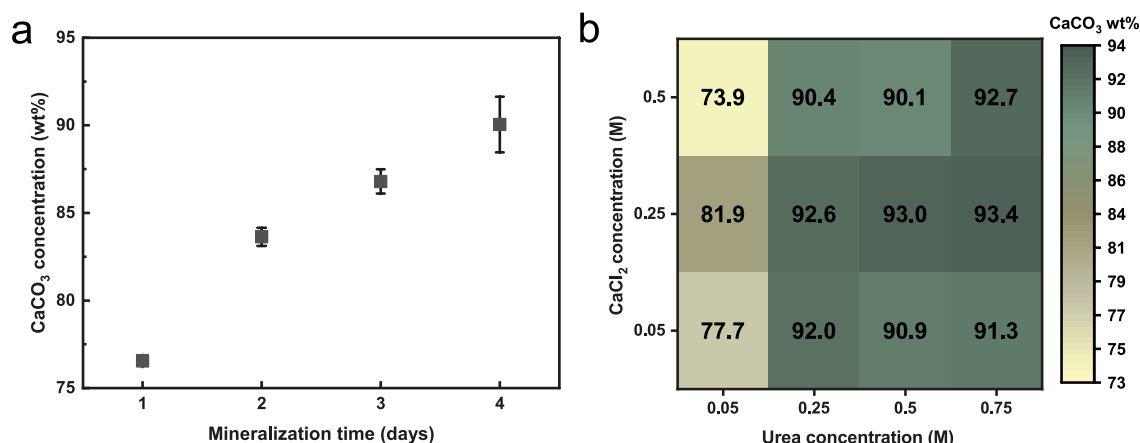 a
95
90
85
80
75
CaCO₃ concentration (wt%)
1 2 3 4
Mineralization time (days)
b
CaCO₃ wt%
0.5
0.25
0.05
CaCl₂ concentration (M)
73.9 90.4 90.1 92.7
81.9 92.6 93.0 93.4
77.7 92.0 90.9 91.3
0.05 0.25 0.5 0.75
Urea concentration (M)
94
92
90
88
86
84
81
79
77
75
73